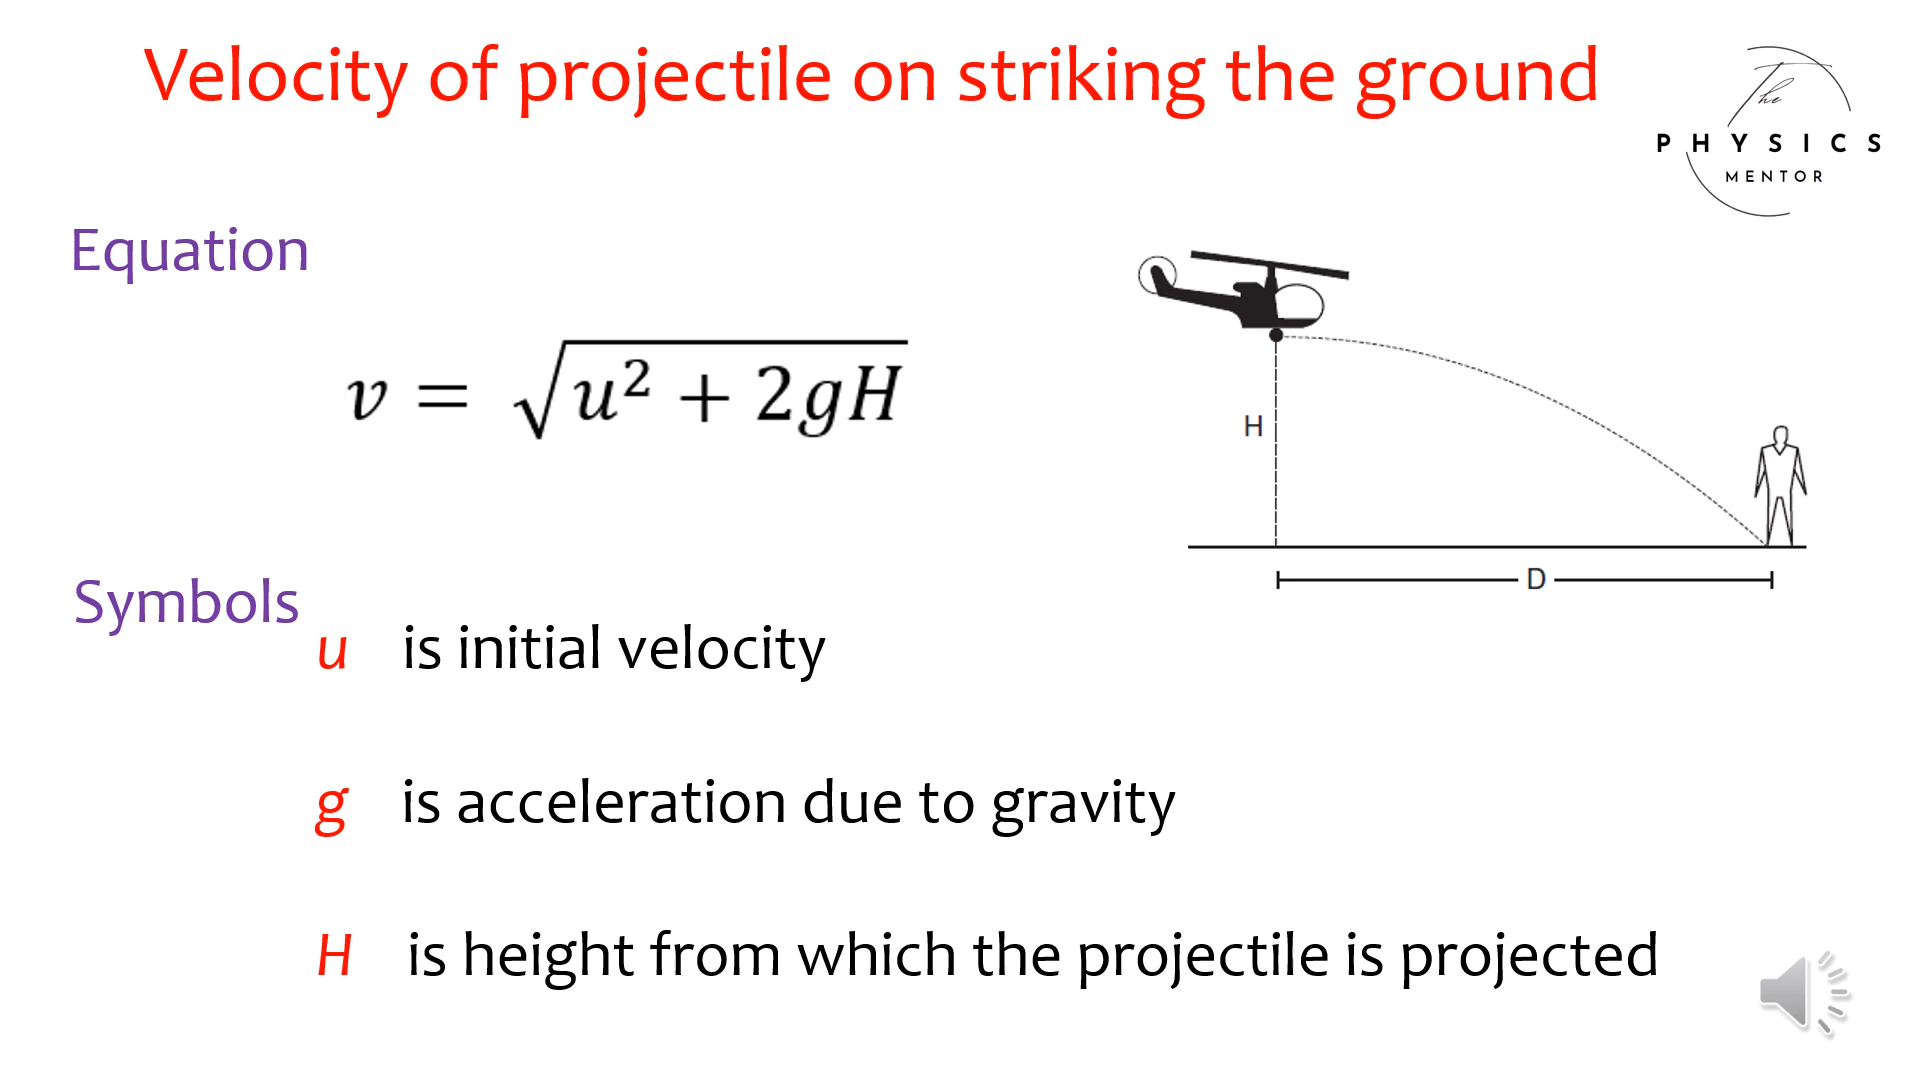 Velocity of projectile on striking the ground
The
PHYSICS
MENTOR
Equation
v = √u² + 2gH
H
D
Symbols
u is initial velocity
g is acceleration due to gravity
H is height from which the projectile is projected